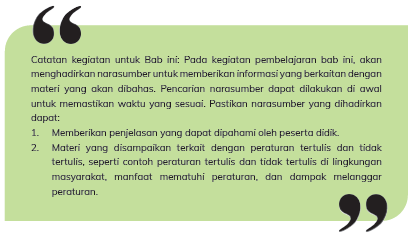 Catatan kegiatan untuk Bab ini: Pada kegiatan pembelajaran bab ini, akan
menghadirkan narasumber untuk memberikan informasi yang berkaitan dengan
materi yang akan dibahas. Pencarian narasumber dapat dilakukan di awal
untuk memastikan waktu yang sesuai. Pastikan narasumber yang dihadirkan
dapat:
1. Memberikan penjelasan yang dapat dipahami oleh peserta didik.
2. Materi yang disampaikan terkait dengan peraturan tertulis dan tidak
tertulis, seperti contoh peraturan tertulis dan tidak tertulis di lingkungan
masyarakat, manfaat mematuhi peraturan, dan dampak melanggar
peraturan.